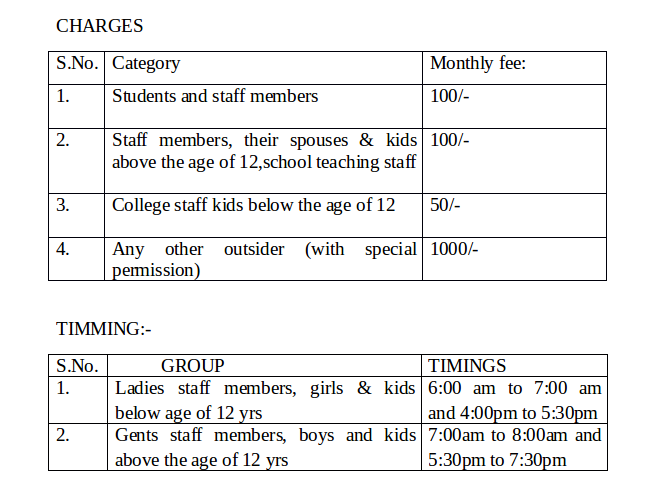 CHARGES
S.No. Category Monthly fee:
1. Students and staff members 100/-
2. Staff members, their spouses & kids 100/-
above the age of 12,school teaching staff
3. College staff kids below the age of 12 50/-
4. Any other outsider (with special 1000/-
permission)
TIMMING:-
S.No. GROUP TIMINGS
1. Ladies staff members, girls & kids 6:00 am to 7:00 am
below age of 12 yrs and 4:00pm to 5:30pm
2. Gents staff members, boys and kids 7:00am to 8:00am and
above the age of 12 yrs 5:30pm to 7:30pm